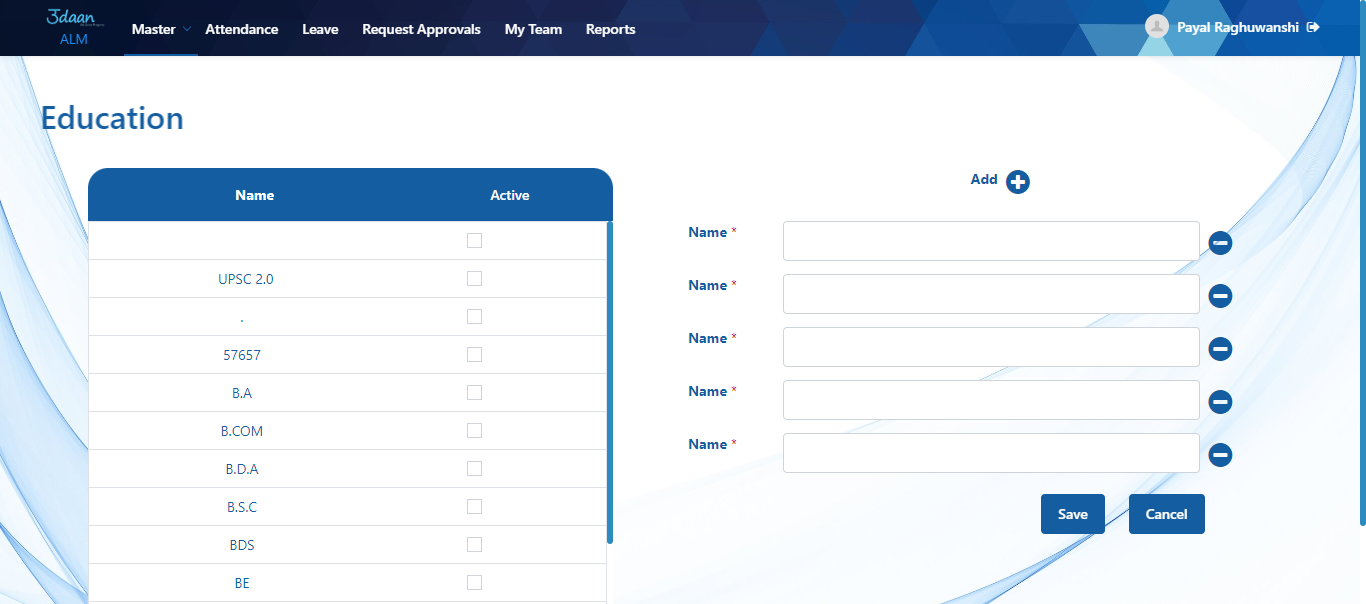 उdaan
ALM
Master Attendance Leave Request Approvals My Team Reports
Payal Raghuwanshi
Education
Name Active
UPSC 2.0
.
57657
B.A
B.COM
B.D.A
B.S.C
BDS
BE
Add
Name *
Name *
Name *
Name *
Name *
Save Cancel